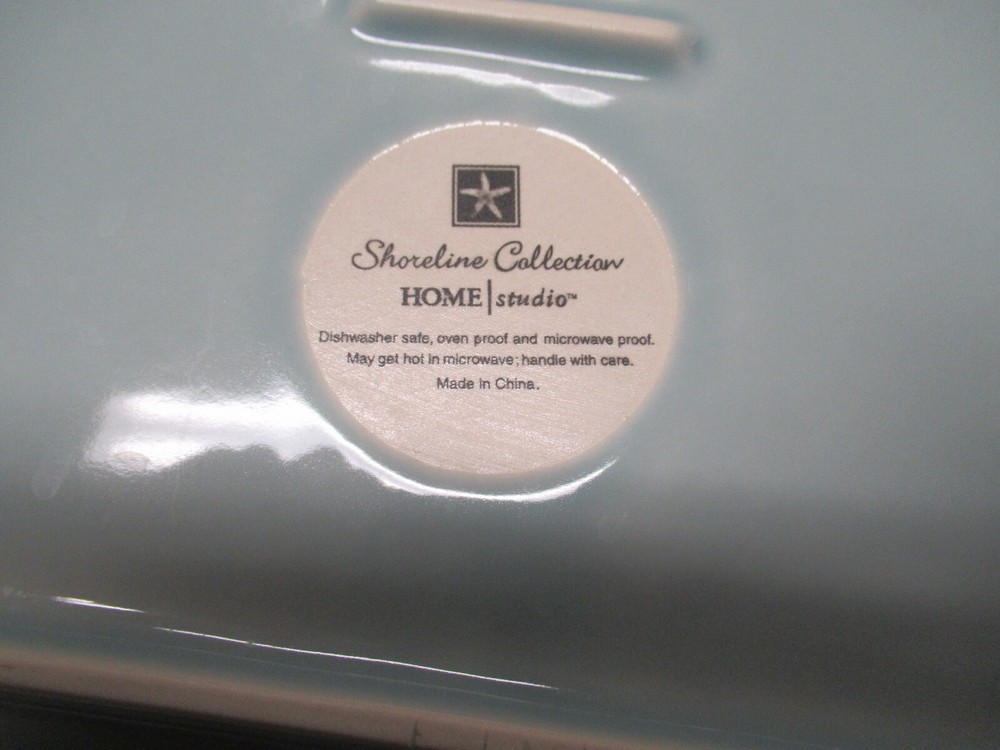 Shoreline Collection
HOME|studio™
Dishwasher safe, oven proof and microwave proof.
May get hot in microwave; handle with care.
Made in China.